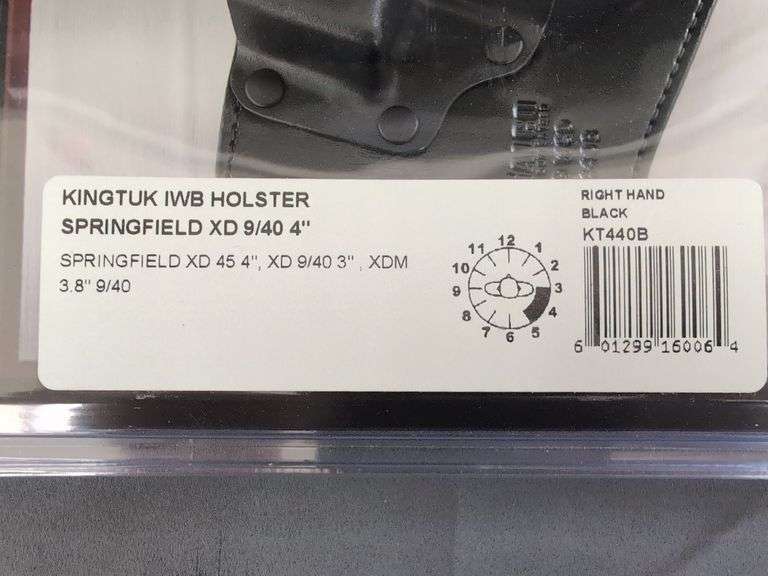 KINGTUK IWB HOLSTER
SPRINGFIELD XD 9/40 4"
SPRINGFIELD XD 45 4", XD 9/40 3" , XDM
3.8" 9/40
12
11 1
10 2
9 3
8 4
7 5
6
RIGHT HAND
BLACK
KT440B
6 01299 16006 4